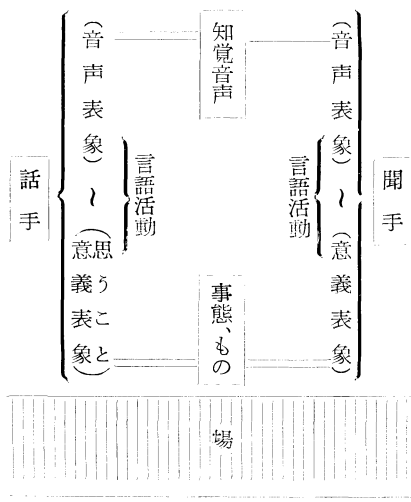 聞手
(音声表象)〜(意義表象)
言語活動
知覚音声
事態、もの
言語活動
(音声表象)〜(思うこと
意義表象)
話手
場